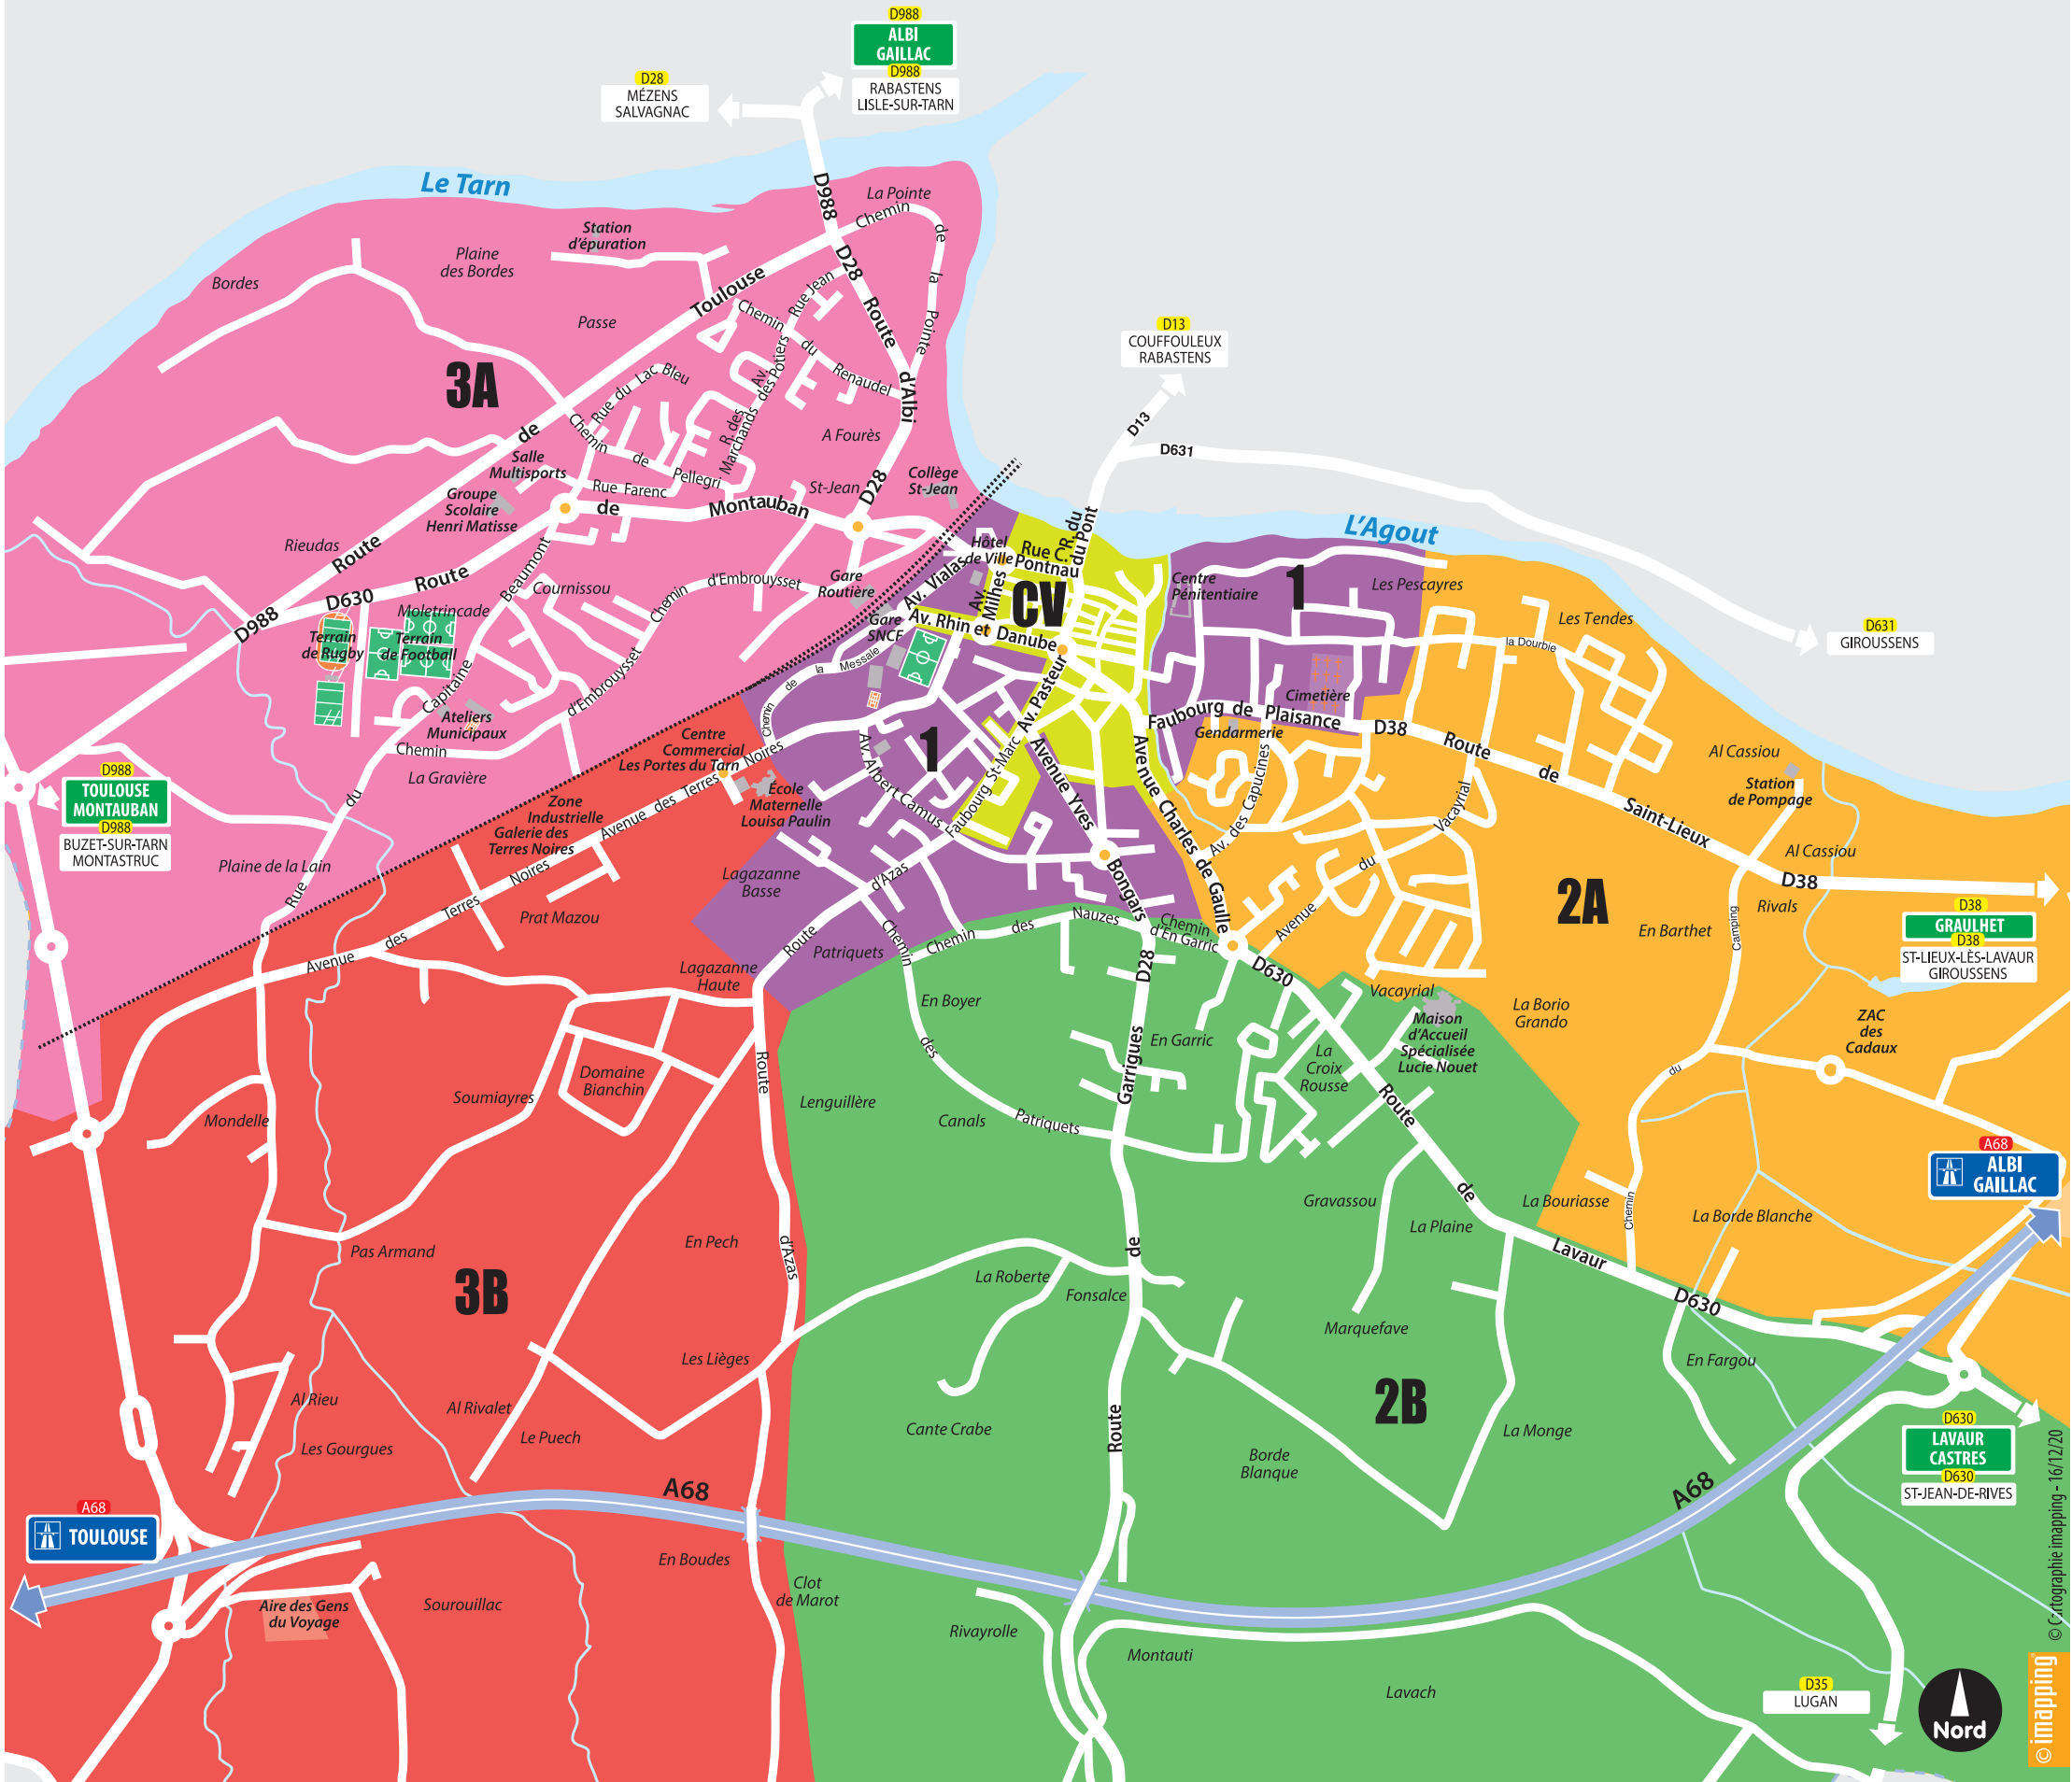 D988
ALBI
GAILLAC
D988
RABASTENS
LISLE-SUR-TARN
D28
MÉZENS
SALVAGNAC
Le Tarn
D988
La Pointe
Chemin
de
la
Pointe
Station
d'épuration
Plaine
des Bordes
Bordes
Passe
3A
Toulouse
D28
Route
d'Albi
Rue Jean
Chemin
du
Renaudel
Av.
des Potiers
R. des
Marchands
Rue du Lac Bleu
Chemin
de
Pellegri
de
A Fourès
Salle
Multisports
Groupe
Scolaire
Henri Matisse
Rue Farenc
de
Montauban
St-Jean
D28
Collège
St-Jean
D13
COUFFOULEUX
RABASTENS
D13
D631
L'Agout
D631
GIROUSSENS
Rieudas
Route
Route
D630
D988
Beaumont
Cournissou
Moletrincade
Terrain
de Rugby
Terrain
de Football
Capitaine
Chemin
d'Embrouysset
d'Embrouysset
Gare
Routière
Gare
SNCF
Av. Vialas
Hôtel
de Ville
Rue C.
Pontnau
R. du
du Pont
Av.
Milhes
CV
Av. Rhin et Danube
Centre
Pénitentiaire
1
Les Pescayres
Les Tendes
la Dourbie
Cimetière
Faubourg de Plaisance
D38
Route
de
Saint-Lieux
D38
Gendarmerie
Al Cassiou
Station
de Pompage
Al Cassiou
Rivals
En Barthet
2A
Camping
du
Chemin
D38
GRAULHET
D38
ST-LIEUX-LÈS-LAVAUR
GIROUSSENS
Ateliers
Municipaux
Chemin
La Gravière
du
Rue
Plaine de la Lain
D988
TOULOUSE
MONTAUBAN
D988
BUZET-SUR-TARN
MONTASTRUC
Chemin
de
la
Messale
Centre
Commercial
Les Portes du Tarn
Zone
Industrielle
Galerie des
Terres Noires
Avenue des Terres Noires
Ecole
Maternelle
Louisa Paulin
Av. Albert Camus
1
Av. Pasteur
Faubourg St-Marc
Avenue Yves
Bongars
Avenue Charles de Gaulle
Av. des Capucines
Vacayrial
du
Avenue
Lagazanne
Basse
Prat Mazou
Noires
Terres
des
Avenue
d'Azas
Route
Patriquets
Chemin
Lagazanne
Haute
Chemin
des
Nauzes
Chemin
d'En Garric
D28
D630
Vacayrial
Maison
d'Accueil
Spécialisée
Lucie Nouet
La Borio
Grando
ZAC
des
Cadaux
En Boyer
des
Patriquets
Garrigues
En Garric
La
Croix
Rousse
Route
de
Lavaur
D630
Domaine
Bianchin
Soumiayres
Mondelle
Route
d'Azas
Lenguillère
Canals
A68
ALBI
GAILLAC
Gravassou
La Plaine
La Bouriasse
La Borde Blanche
Pas Armand
3B
En Pech
de
La Roberte
Fonsalce
Marquefave
En Fargou
2B
Les Lièges
Al Rieu
Al Rivalet
Le Puech
Les Gourgues
Cante Crabe
Route
Borde
Blanque
La Monge
D630
LAVAUR
CASTRES
D630
ST-JEAN-DE-RIVES
A68
A68
A68
TOULOUSE
En Boudes
Clot
de Marot
Aire des Gens
du Voyage
Sourouillac
Rivayrolle
Montauti
Lavach
D35
LUGAN
Nord
© Cartographie imapping - 16/12/20
© imapping